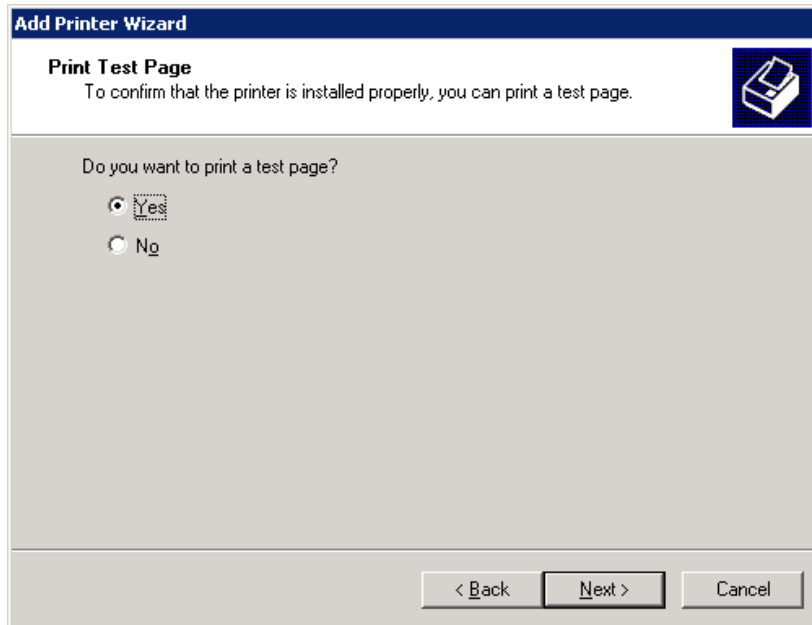 Add Printer Wizard
Print Test Page
To confirm that the printer is installed properly, you can print a test page.
Do you want to print a test page?
Yes
No
< Back
Next >
Cancel